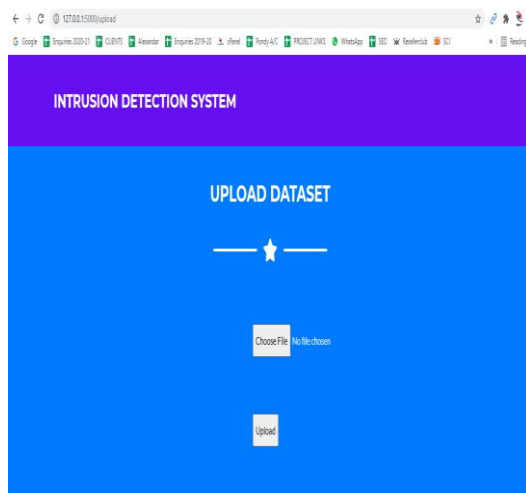 127.0.0.1:5000/upload
Google Enquiries 2020-21 CLIENTS Alexandar Enquiries 2019-20 cPanel Pondy A/C PROJECT LINKS WhatsApp SEO Resellerclub SCI » Reading
INTRUSION DETECTION SYSTEM
UPLOAD DATASET
Choose File No file chosen
Upload